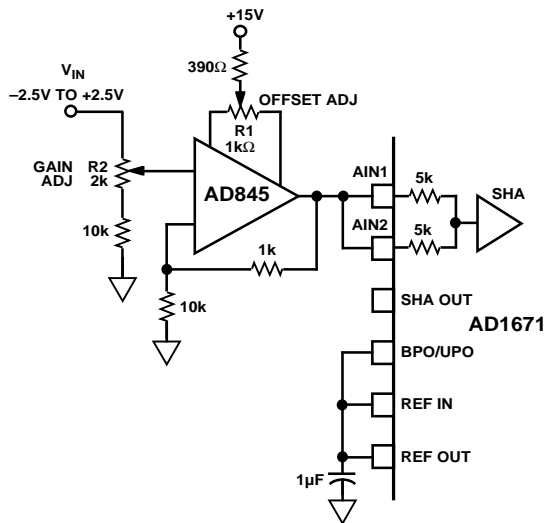 +15V
390Ω
V_IN
–2.5V TO +2.5V
OFFSET ADJ
R1
1kΩ
GAIN
ADJ
R2
2k
AD845
AIN1
5k
SHA
10k
AIN2
5k
1k
10k
SHA OUT
AD1671
BPO/UPO
REF IN
REF OUT
1µF